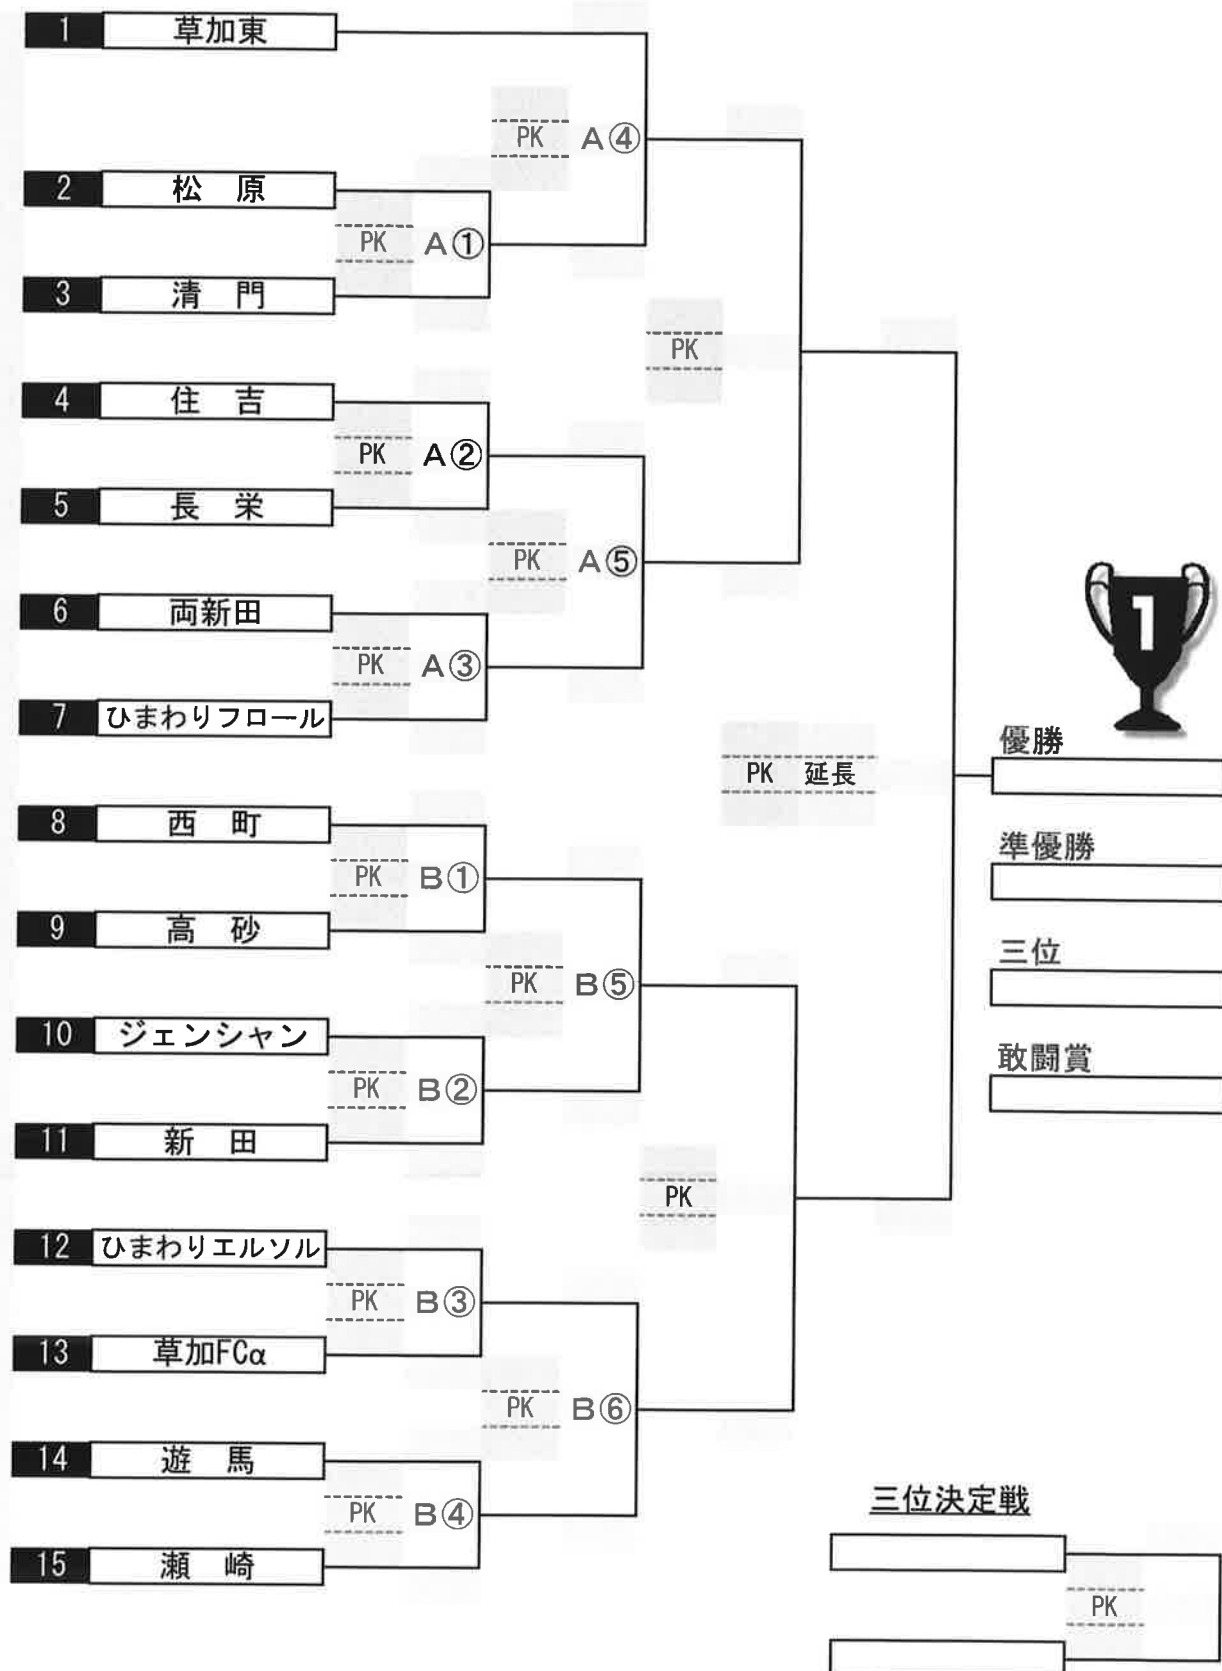 1 草加東
PK A④
2 松 原
PK A①
3 清 門
PK
4 住 吉
PK A②
5 長 栄
PK A⑤
6 両新田
PK A③
7 ひまわりフロール
1
優勝
PK 延長
8 西 町
準優勝
PK B①
9 高 砂
三位
PK B⑤
10 ジェンシャン
敢闘賞
PK B②
11 新 田
PK
12 ひまわりエルソル
PK B③
13 草加FCα
PK B⑥
14 遊 馬
三位決定戦
PK B④
15 瀬 崎
PK